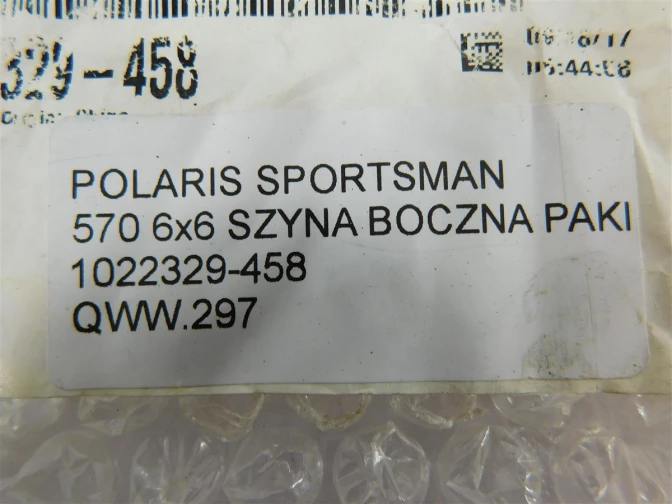 329-458
POLARIS SPORTSMAN
570 6x6 SZYNA BOCZNA PAKI
1022329-458
QWW.297